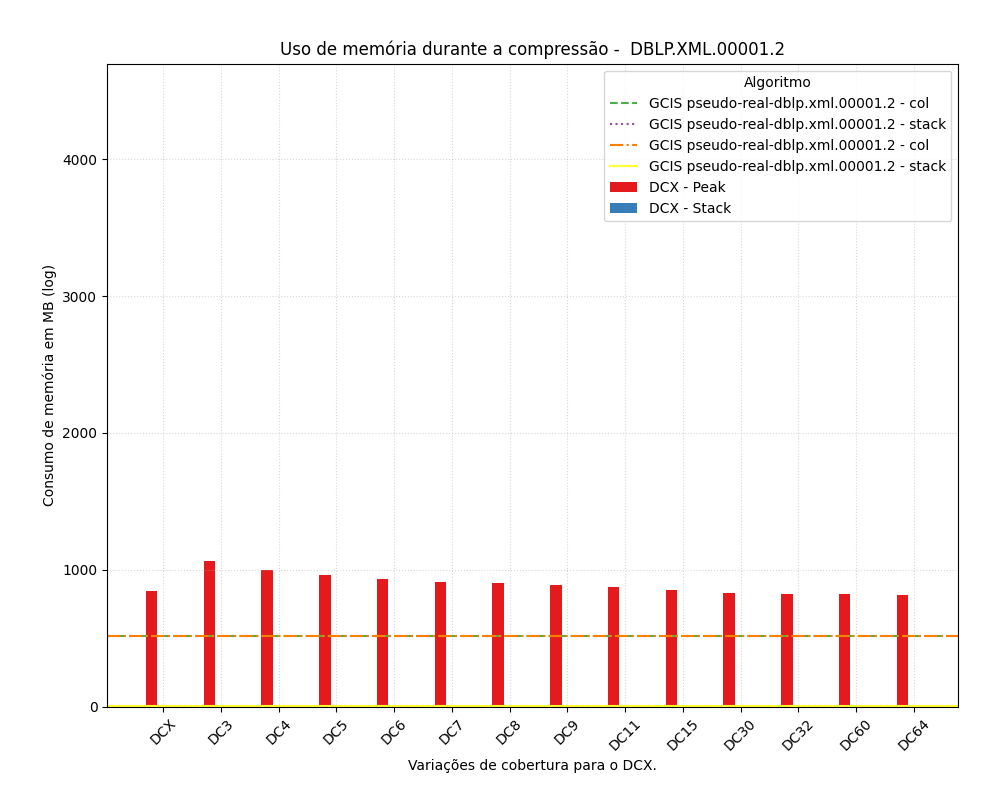 Uso de memória durante a compressão -  DBLP.XML.00001.2
Algoritmo
GCIS pseudo-real-dblp.xml.00001.2 - col
GCIS pseudo-real-dblp.xml.00001.2 - stack
GCIS pseudo-real-dblp.xml.00001.2 - col
GCIS pseudo-real-dblp.xml.00001.2 - stack
DCX - Peak
DCX - Stack
Consumo de memória em MB (log)
4000
3000
2000
1000
0
DCX
DC3
DC4
DC5
DC6
DC7
DC8
DC9
DC11
DC15
DC30
DC32
DC60
DC64
Variações de cobertura para o DCX.